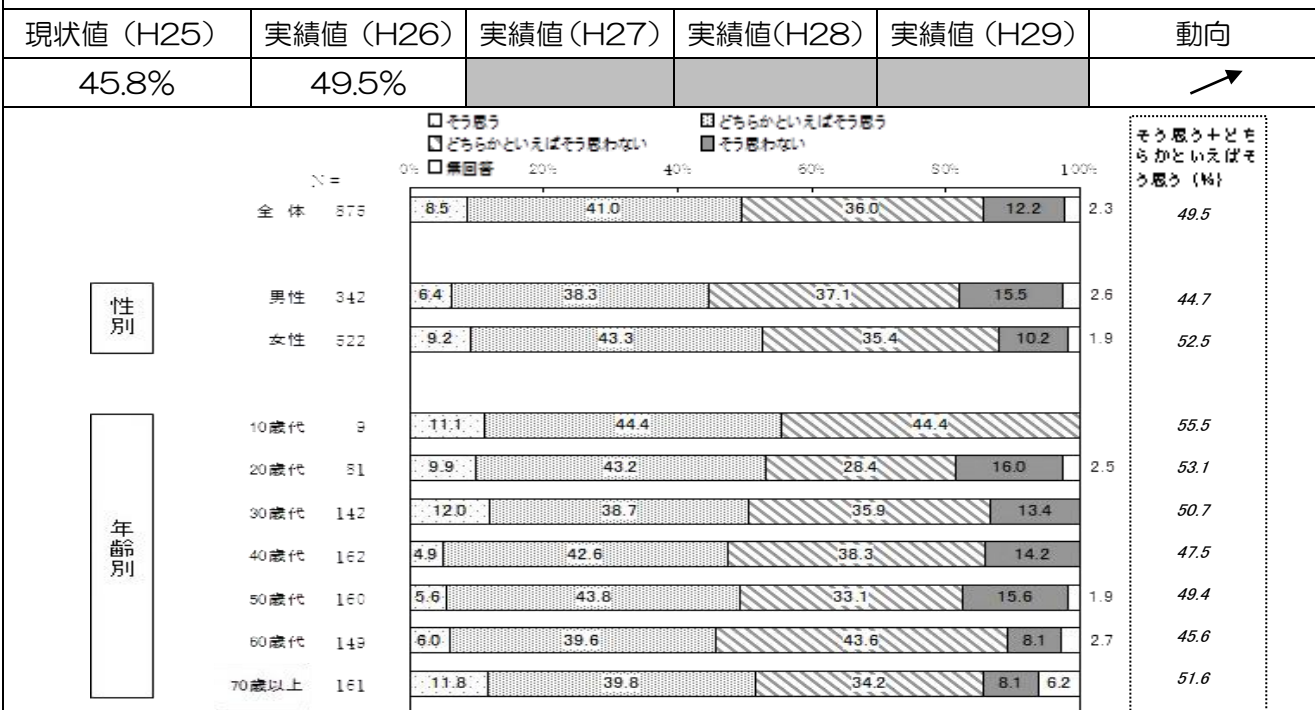 現状値（H25） 実績値（H26） 実績値（H27） 実績値（H28） 実績値（H29） 動向
45.8% 49.5%
□そう思う どちらかといえばそう思う
どちらかといえばそう思わない ■そう思わない
□無回答
0% 20% 40% 60% 80% 100%
そう思う＋どち
らかといえばそ
う思う（%）
N =
全 体 8.5 41.0 36.0 12.2 2.3 49.5
性別
男性 342 6.4 38.3 37.1 15.5 2.6 44.7
女性 9.2 43.3 35.4 10.2 1.9 52.5
年齢別
10歳代 9 11.1 44.4 44.4 55.5
20歳代 9.9 43.2 28.4 16.0 2.5 53.1
30歳代 142 12.0 38.7 35.9 13.4 50.7
40歳代 162 4.9 42.6 38.3 14.2 47.5
50歳代 160 5.6 43.8 33.1 15.6 1.9 49.4
60歳代 149 6.0 39.6 43.6 8.1 2.7 45.6
70歳以上 161 11.8 39.8 34.2 8.1 6.2 51.6